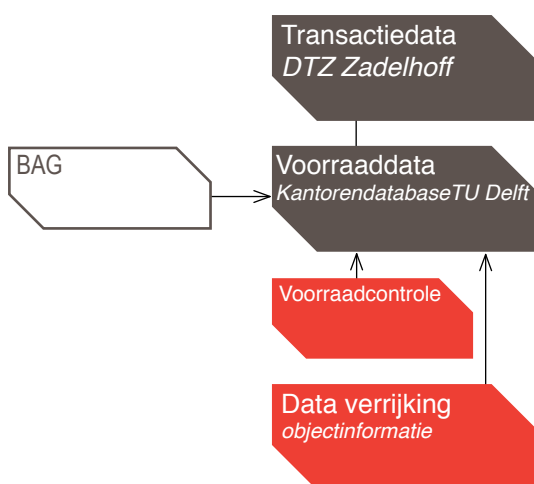 Transactiedata
DTZ Zadelhoff
BAG
Voorraaddata
KantorendatabaseTU Delft
Voorraadcontrole
Data verrijking
objectinformatie